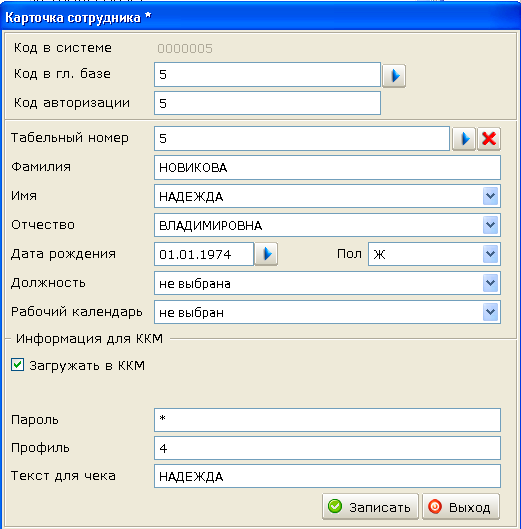 Карточка сотрудника *
Код в системе 0000005
Код в гл. базе 5
Код авторизации 5
Табельный номер 5
Фамилия НОВИКОВА
Имя НАДЕЖДА
Отчество ВЛАДИМИРОВНА
Дата рождения 01.01.1974 Пол Ж
Должность не выбрана
Рабочий календарь не выбран
Информация для ККМ
Загружать в ККМ
Пароль *
Профиль 4
Текст для чека НАДЕЖДА
Записать Выход